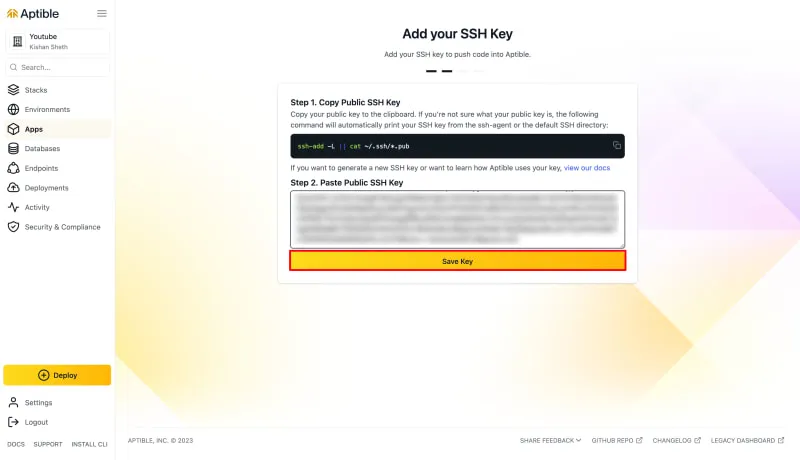 Aptible
Youtube
Kishan Sheth
Search...
Stacks
Environments
Apps
Databases
Endpoints
Deployments
Activity
Security & Compliance
Deploy
Settings
Logout
DOCS SUPPORT INSTALL CLI
Add your SSH Key
Add your SSH key to push code into Aptible.
Step 1. Copy Public SSH Key
Copy your public key to the clipboard. If you're not sure what your public key is, the following
command will automatically print your SSH key from the ssh-agent or the default SSH directory:
ssh-add -L || cat ~/.ssh/*.pub
If you want to generate a new SSH key or want to learn how Aptible uses your key, view our docs
Step 2. Paste Public SSH Key
Save Key
APTIBLE, INC. © 2023
SHARE FEEDBACK GITHUB REPO CHANGELOG LEGACY DASHBOARD